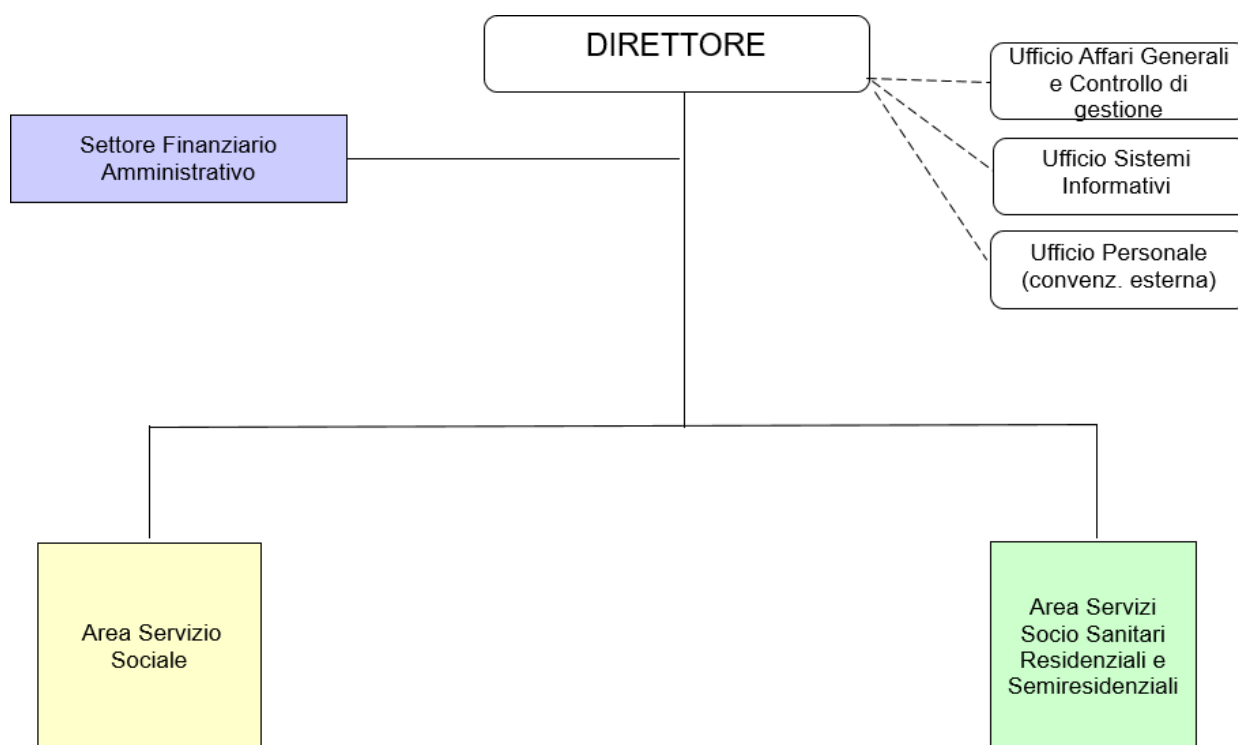 DIRETTORE
Ufficio Affari Generali
e Controllo di
gestione
Settore Finanziario
Amministrativo
Ufficio Sistemi
Informativi
Ufficio Personale
(convenz. esterna)
Area Servizio
Sociale
Area Servizi
Socio Sanitari
Residenziali e
Semiresidenziali